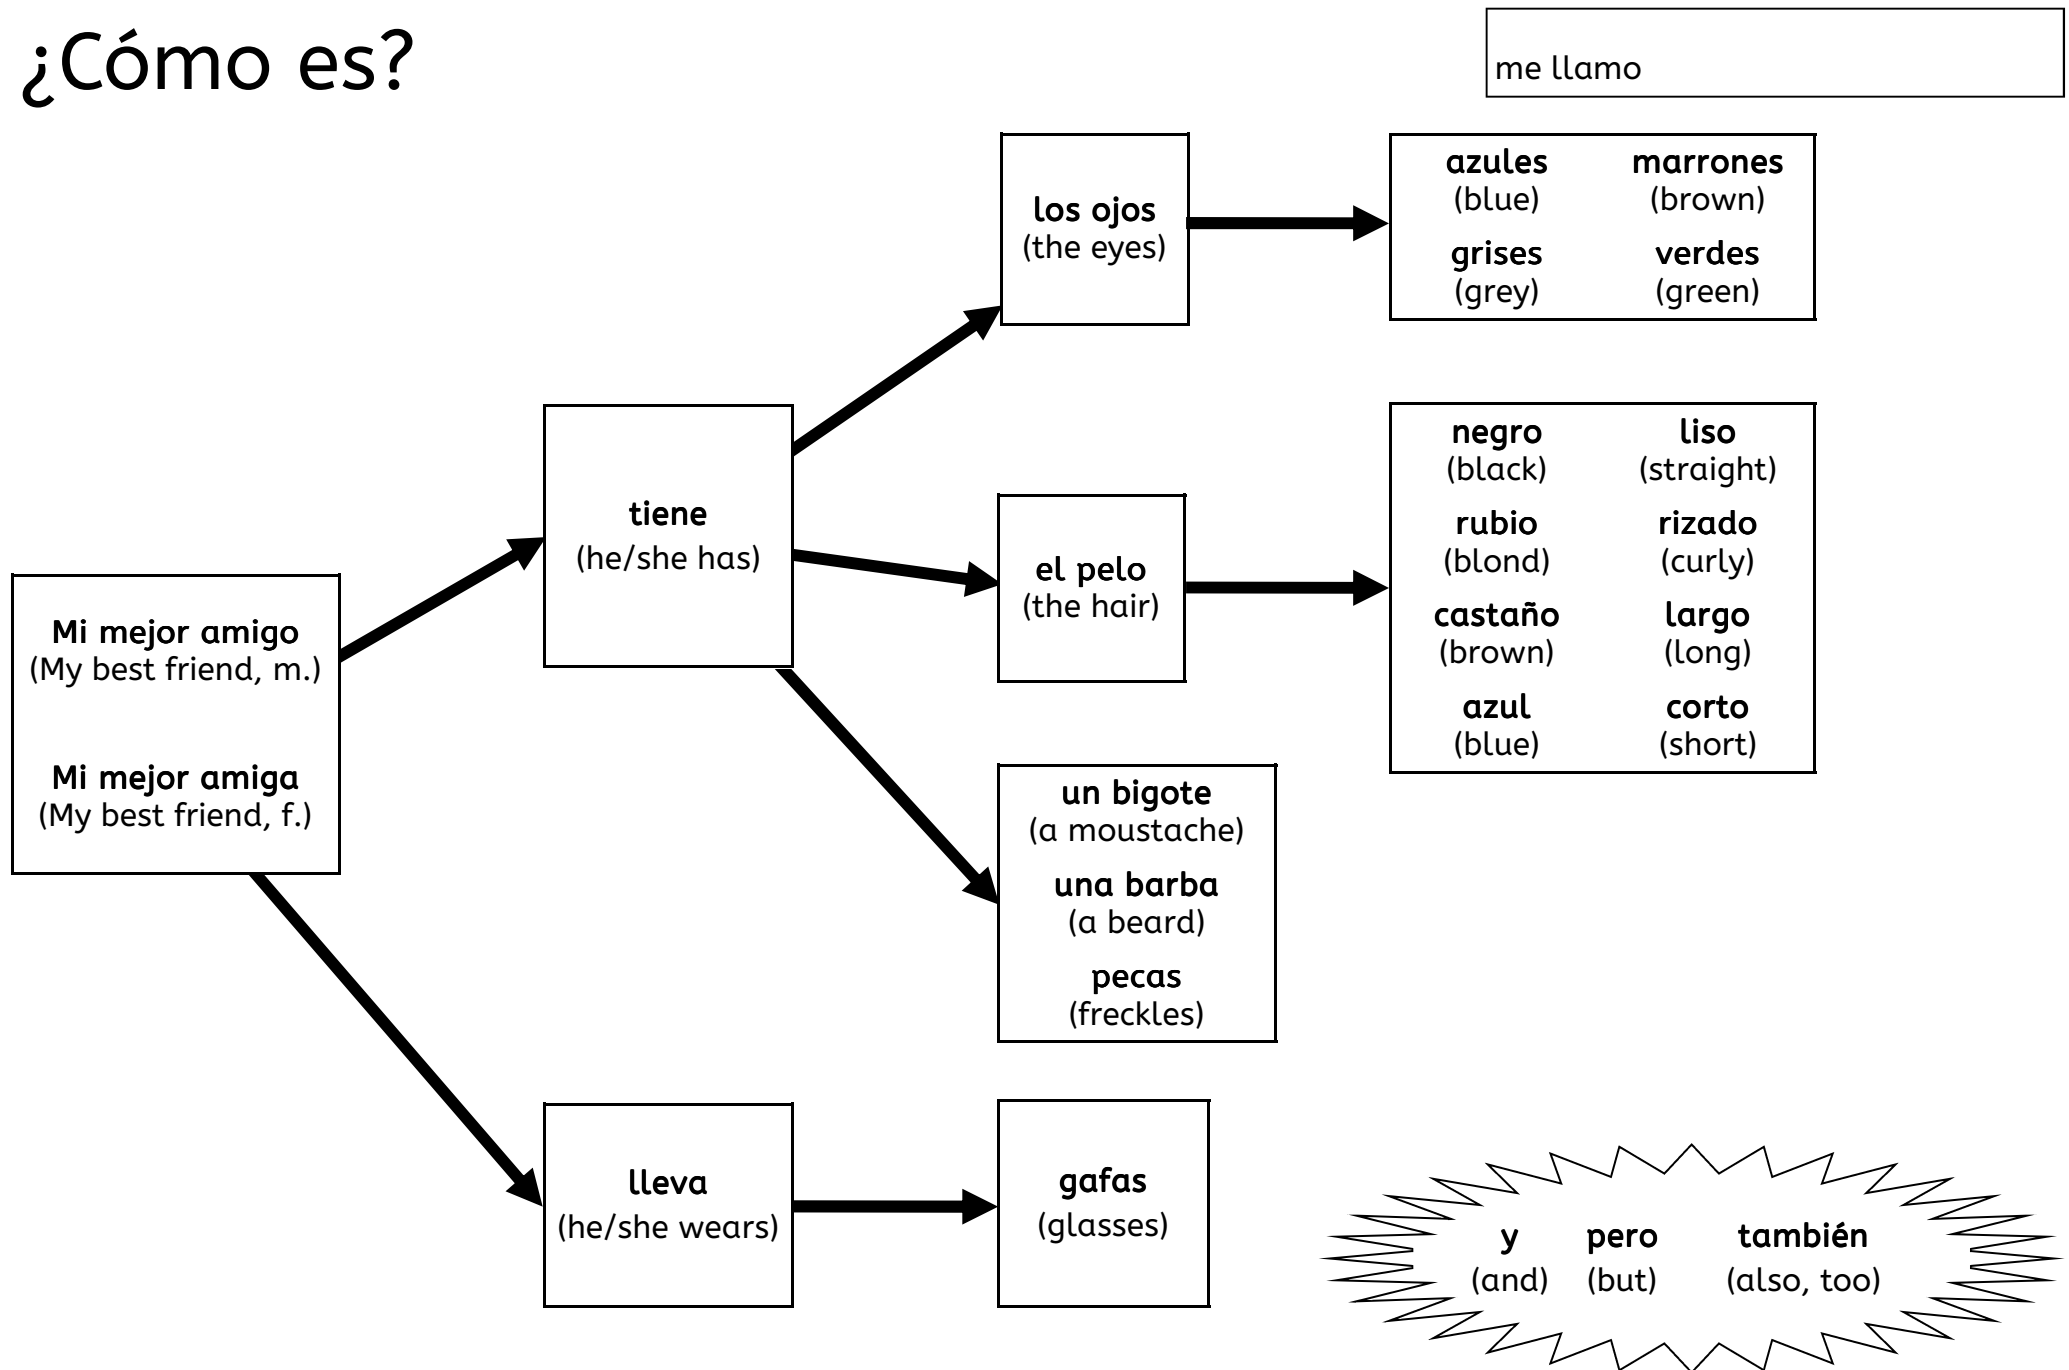 ¿Cómo es?
me llamo
Mi mejor amigo
(My best friend, m.)
Mi mejor amiga
(My best friend, f.)
tiene
(he/she has)
los ojos
(the eyes)
azules marrones
(blue) (brown)
grises verdes
(grey) (green)
el pelo
(the hair)
negro liso
(black) (straight)
rubio rizado
(blond) (curly)
castaño largo
(brown) (long)
azul corto
(blue) (short)
un bigote
(a moustache)
una barba
(a beard)
pecas
(freckles)
lleva
(he/she wears)
gafas
(glasses)
y pero también
(and) (but) (also, too)